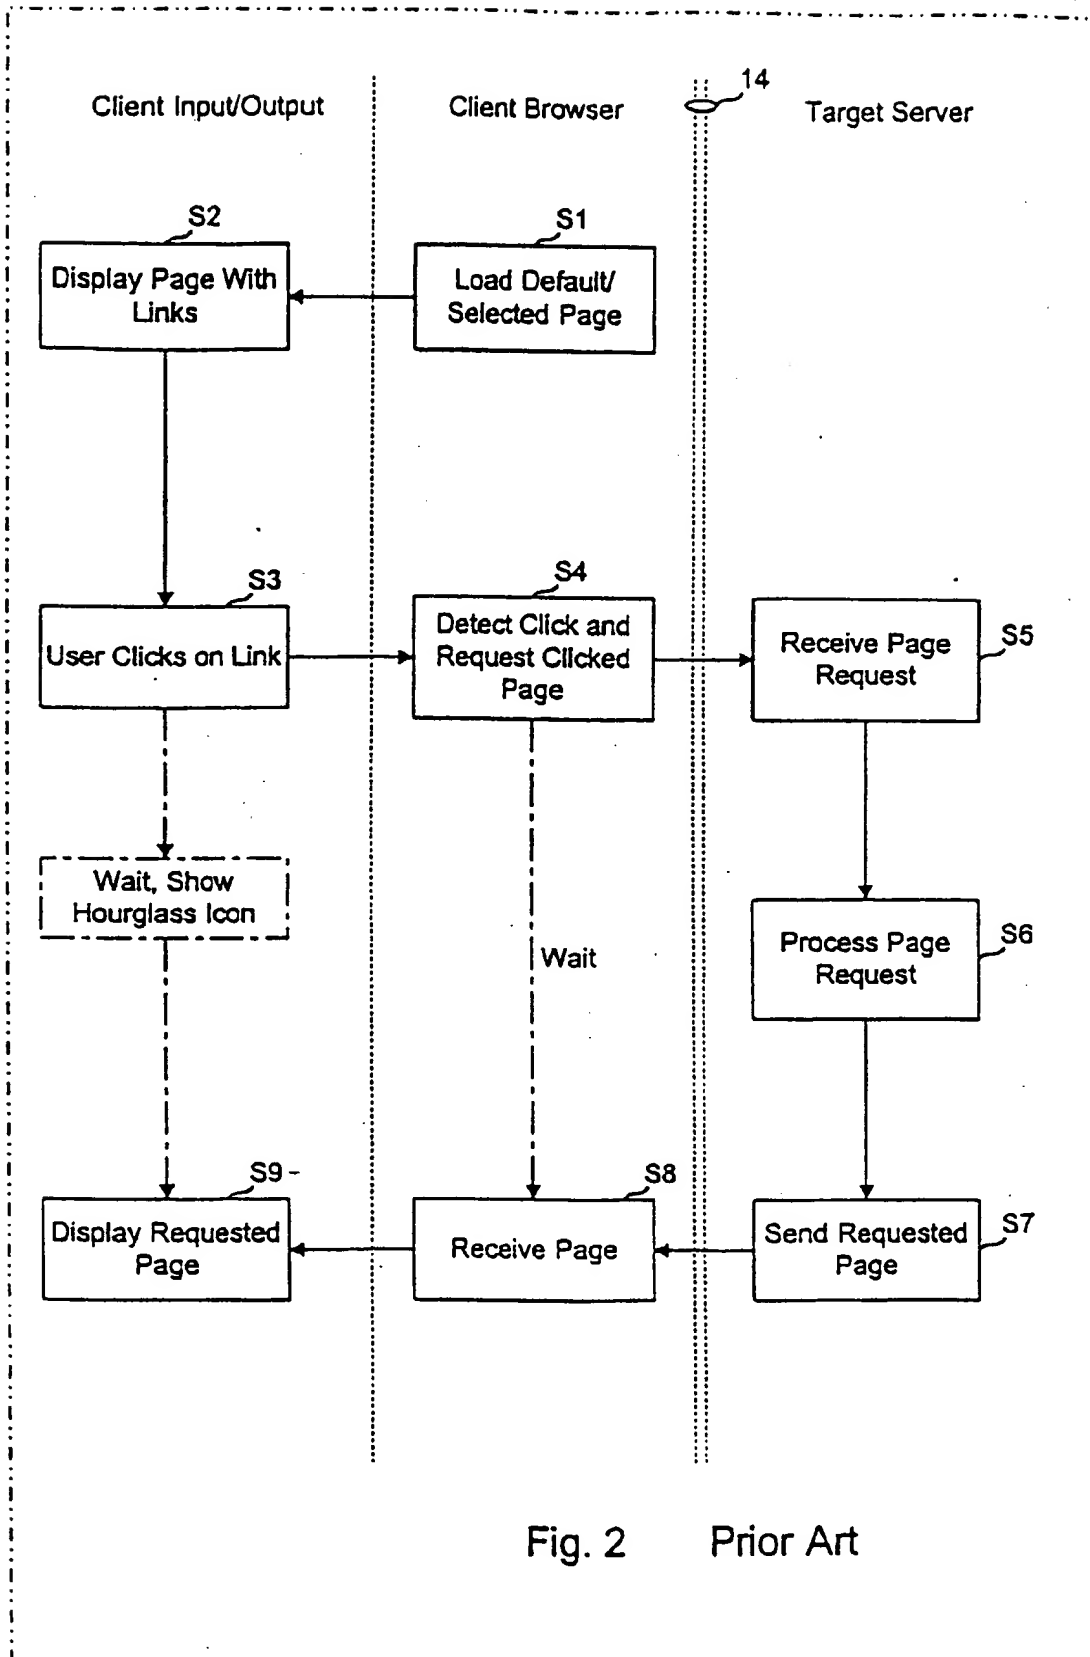 Client Input/Output
Client Browser
14
Target Server
S2
Display Page With
Links
S1
Load Default/
Selected Page
S3
User Clicks on Link
S4
Detect Click and
Request Clicked
Page
S5
Receive Page
Request
Wait, Show
Hourglass Icon
Wait
S6
Process Page
Request
S9
Display Requested
Page
S8
Receive Page
S7
Send Requested
Page
Fig. 2 Prior Art